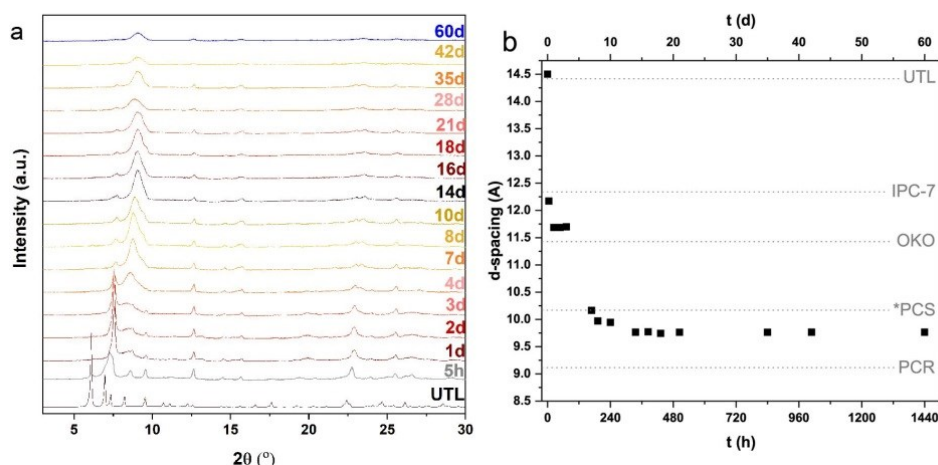 a
60d
42d
35d
28d
21d
18d
16d
14d
10d
8d
7d
4d
3d
2d
1d
5h
UTL
Intensity (a.u.)
5 10 15 20 25 30
2θ (°)
b
t (d)
0 10 20 30 40 50 60
14.5
14.0
13.5
13.0
12.5
12.0
11.5
11.0
10.5
10.0
9.5
9.0
8.5
d-spacing (A)
UTL
IPC-7
OKO
*PCS
PCR
0 240 480 720 960 1200 1440
t (h)